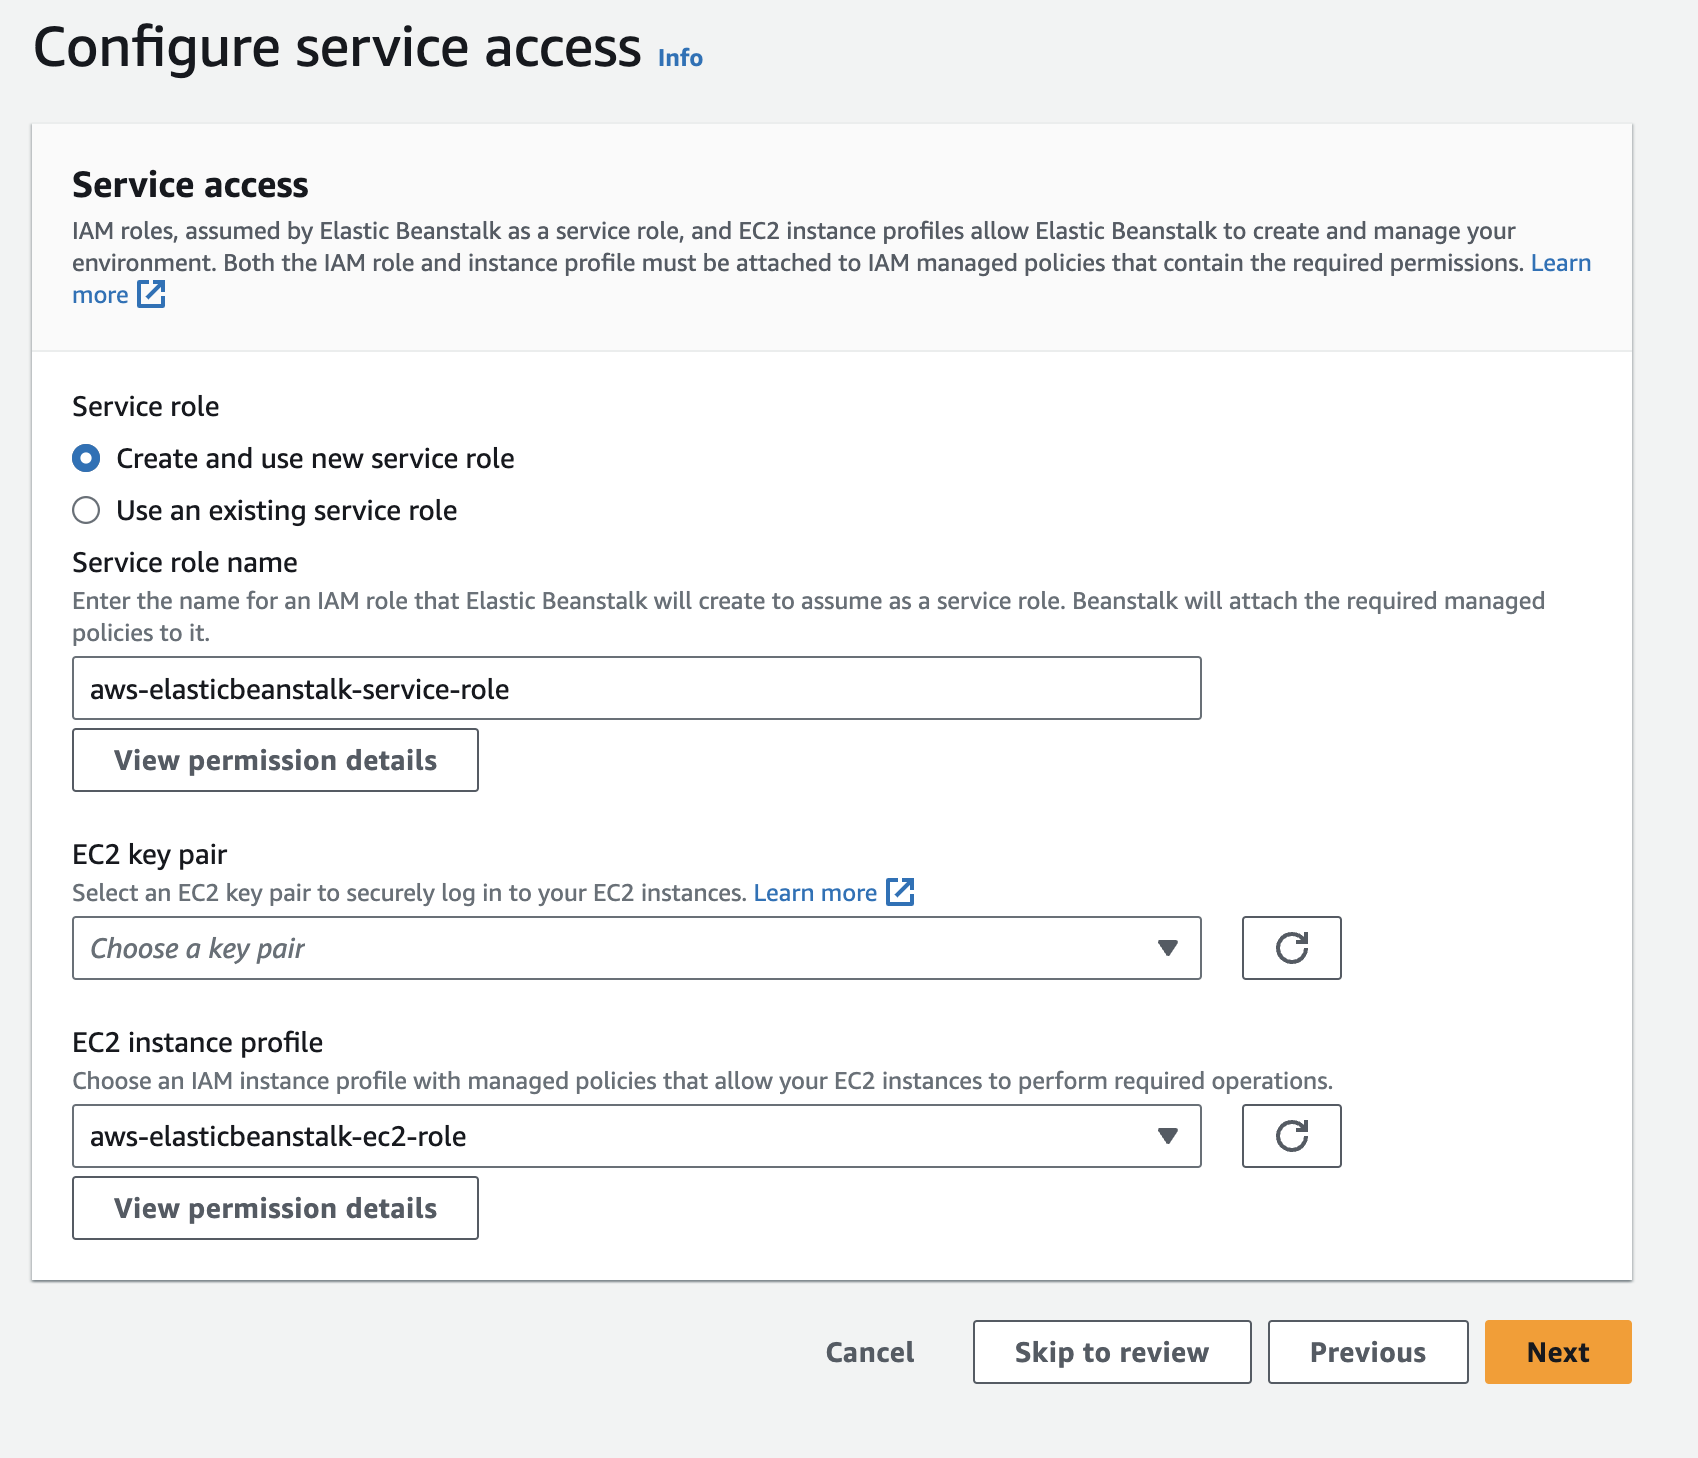 Configure service access Info
Service access
IAM roles, assumed by Elastic Beanstalk as a service role, and EC2 instance profiles allow Elastic Beanstalk to create and manage your
environment. Both the IAM role and instance profile must be attached to IAM managed policies that contain the required permissions. Learn
more
Service role
Create and use new service role
Use an existing service role
Service role name
Enter the name for an IAM role that Elastic Beanstalk will create to assume as a service role. Beanstalk will attach the required managed
policies to it.
aws-elasticbeanstalk-service-role
View permission details
EC2 key pair
Select an EC2 key pair to securely log in to your EC2 instances. Learn more
Choose a key pair
EC2 instance profile
Choose an IAM instance profile with managed policies that allow your EC2 instances to perform required operations.
aws-elasticbeanstalk-ec2-role
View permission details
Cancel Skip to review Previous Next